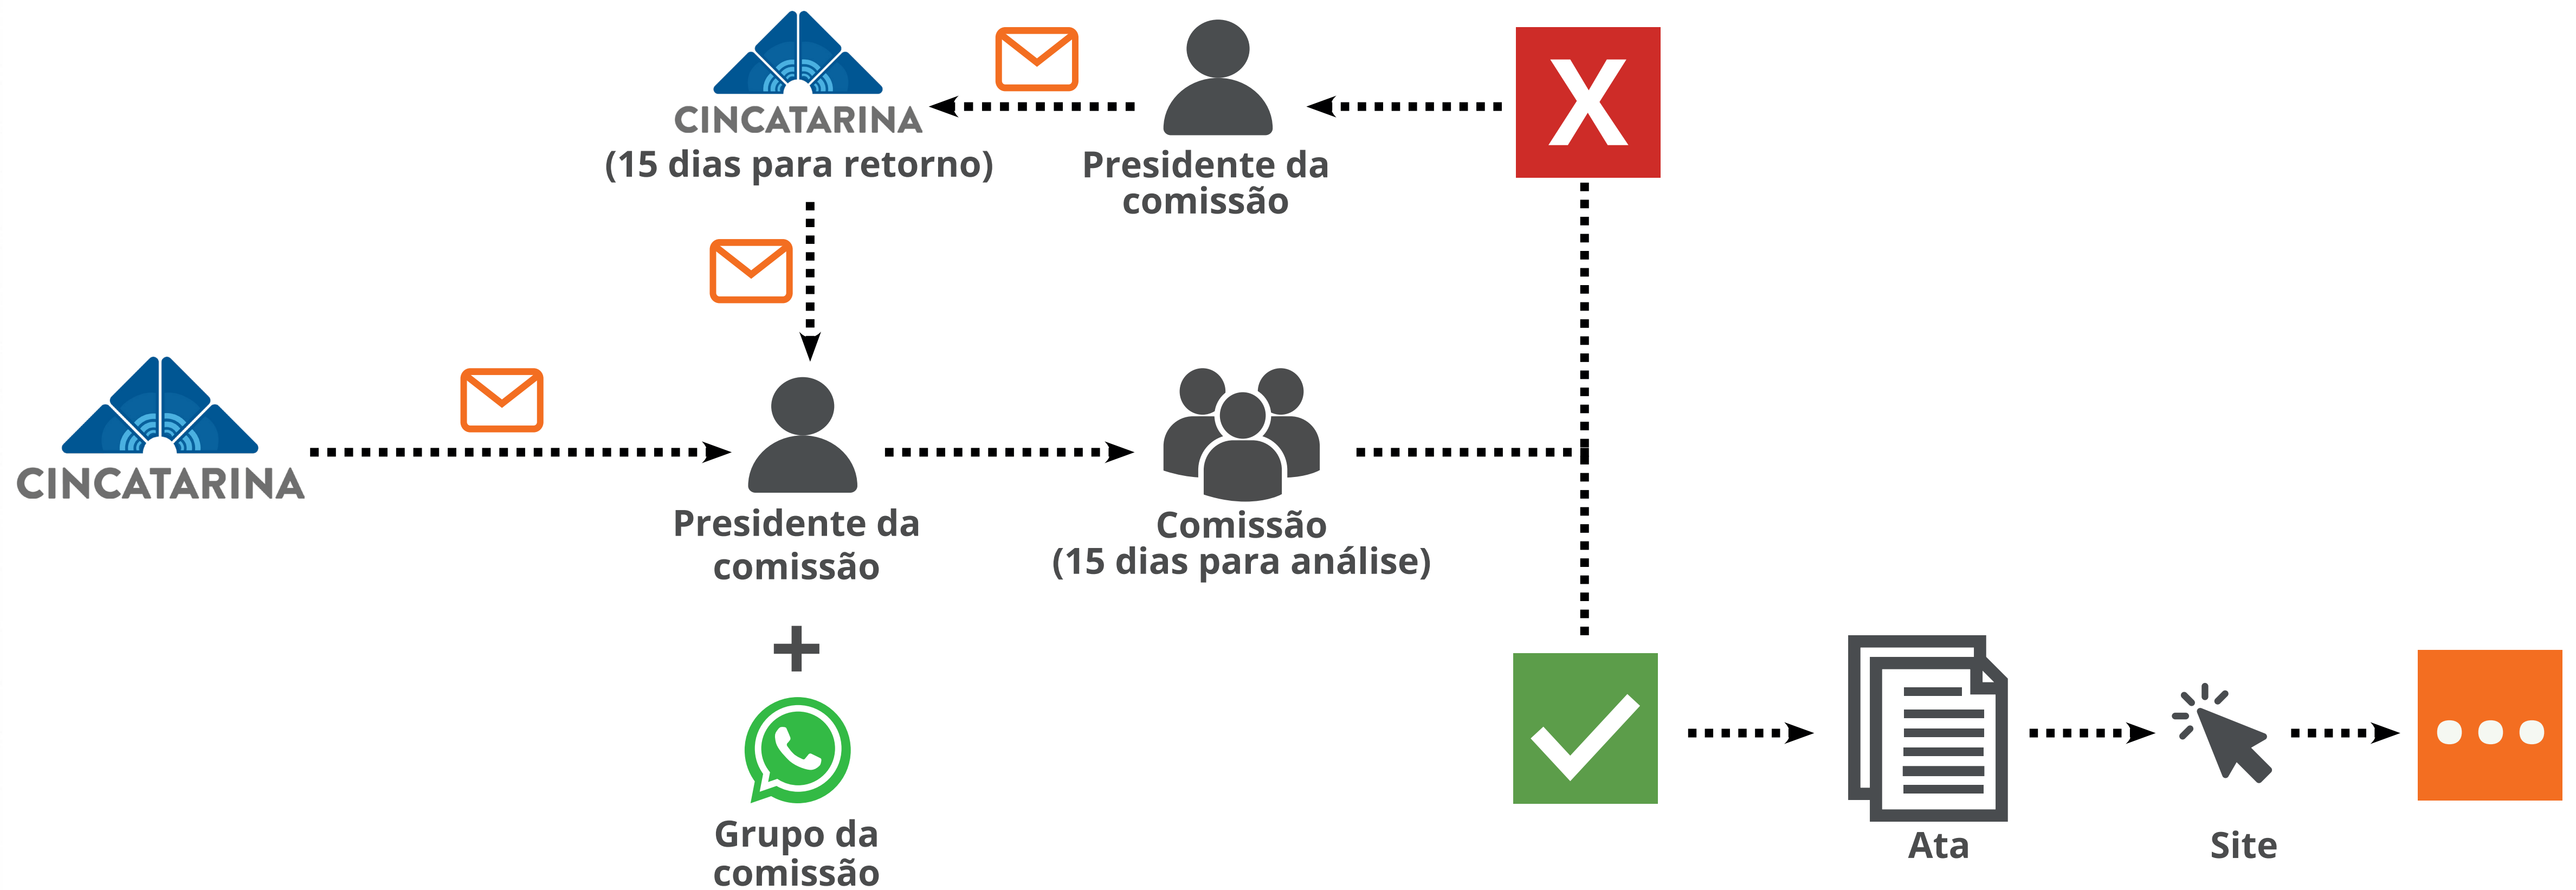 CINCATARINA
(15 dias para retorno)
Presidente da
comissão
X
CINCATARINA
Presidente da
comissão
+
Grupo da
comissão
Comissão
(15 dias para análise)
Ata
Site